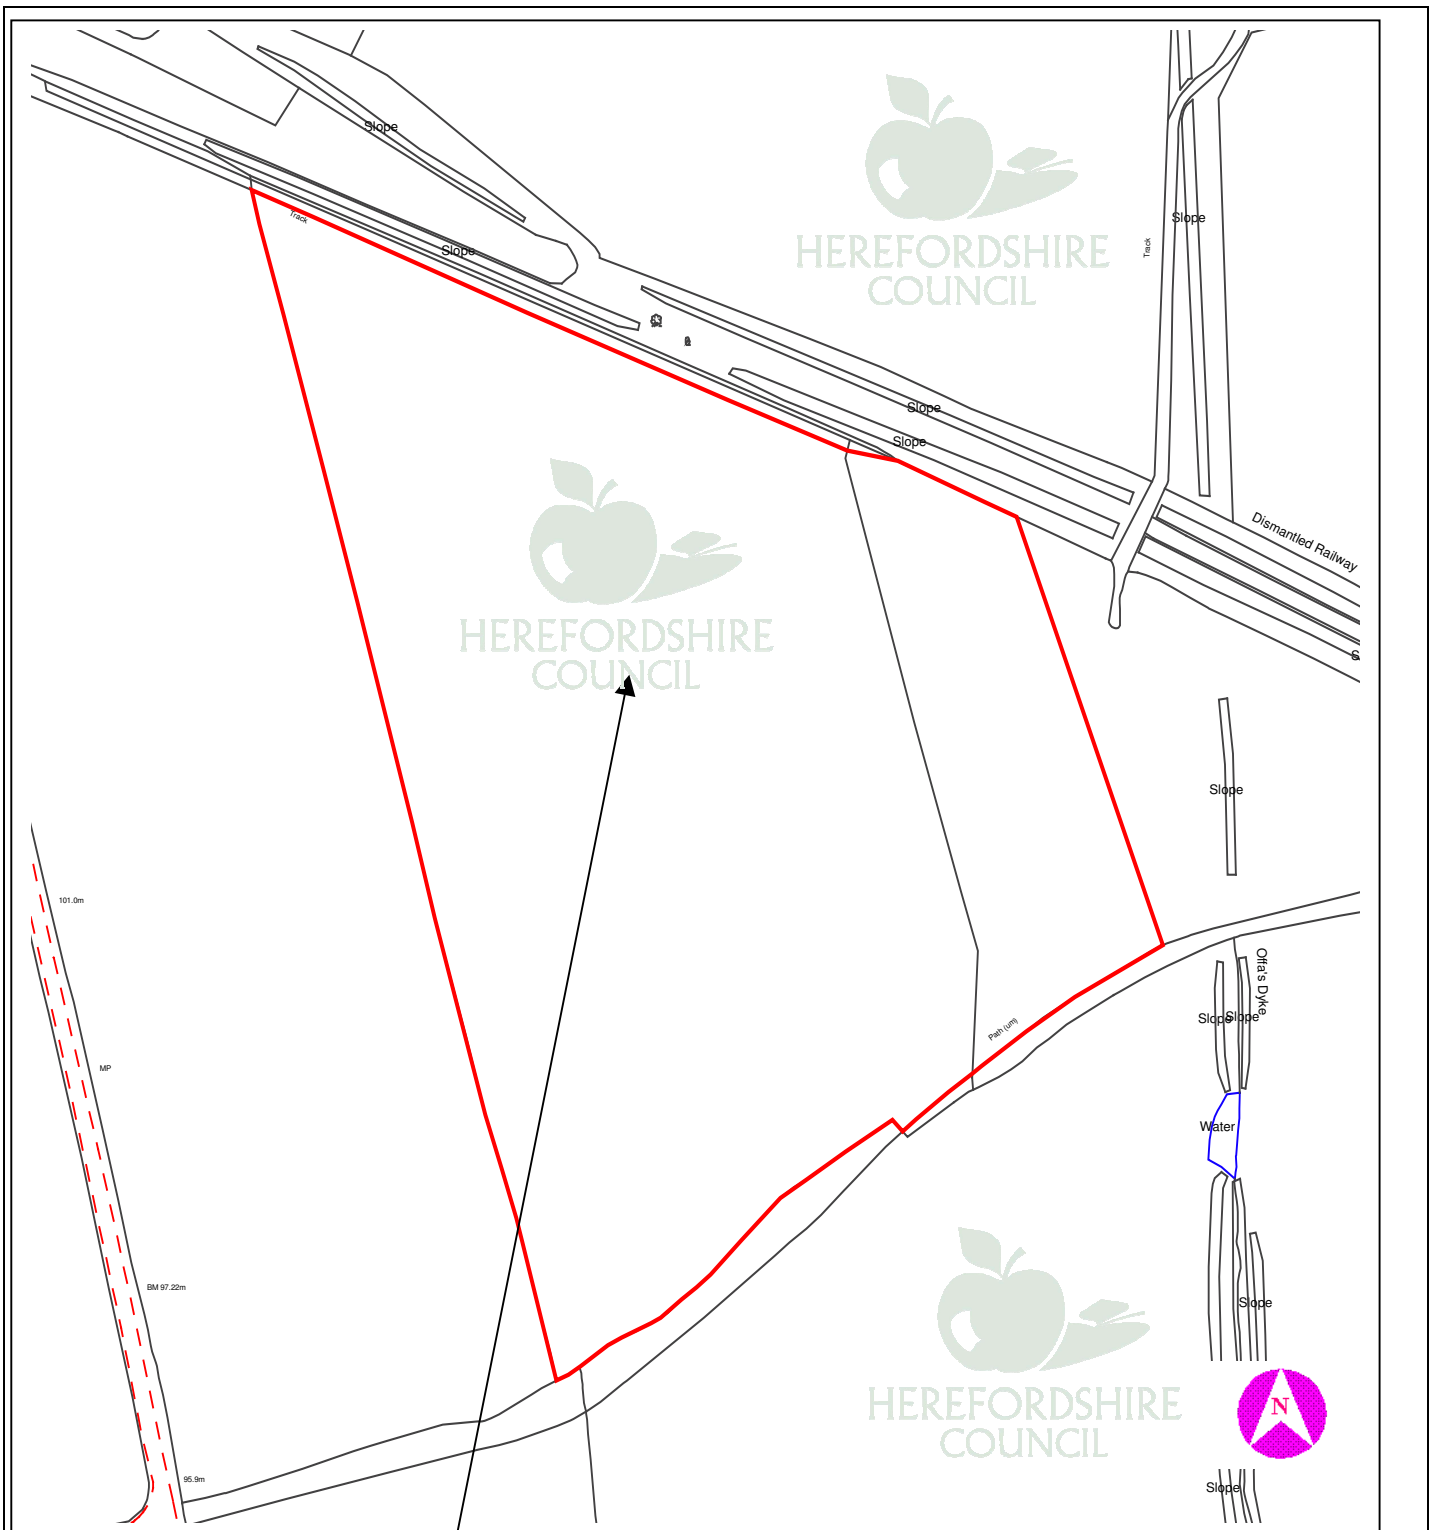 Slope
Slope
Track
Track
HEREFORDSHIRE
COUNCIL
Track
Slope
Slope
Slope
Dismantled Railway
HEREFORDSHIRE
COUNCIL
S
Slope
101.0m
Offa's Dyke
Slope
Slope
Path (um)
MP
Water
BM 97.22m
Slope
HEREFORDSHIRE
COUNCIL
N
95.9m
Slope